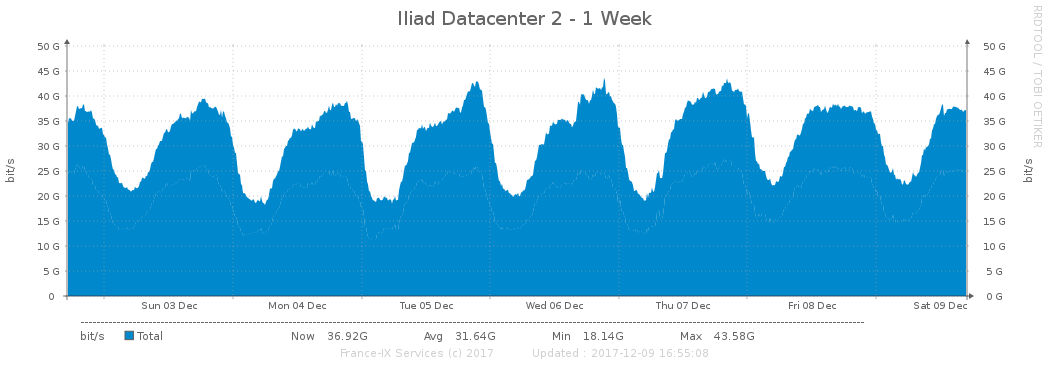 Iliad Datacenter 2 - 1 Week
RRDTOOL / TOBI OETIKER
50 G 50 G
45 G 45 G
40 G 40 G
35 G 35 G
30 G 30 G
25 G 25 G
20 G 20 G
15 G 15 G
10 G 10 G
5 G 5 G
0 0 G
bit/s
bit/s
Sun 03 Dec Mon 04 Dec Tue 05 Dec Wed 06 Dec Thu 07 Dec Fri 08 Dec Sat 09 Dec
bit/s Total Now 36.92G Avg 31.64G Min 18.14G Max 43.58G
France-IX Services (c) 2017 Updated : 2017-12-09 16:55:08